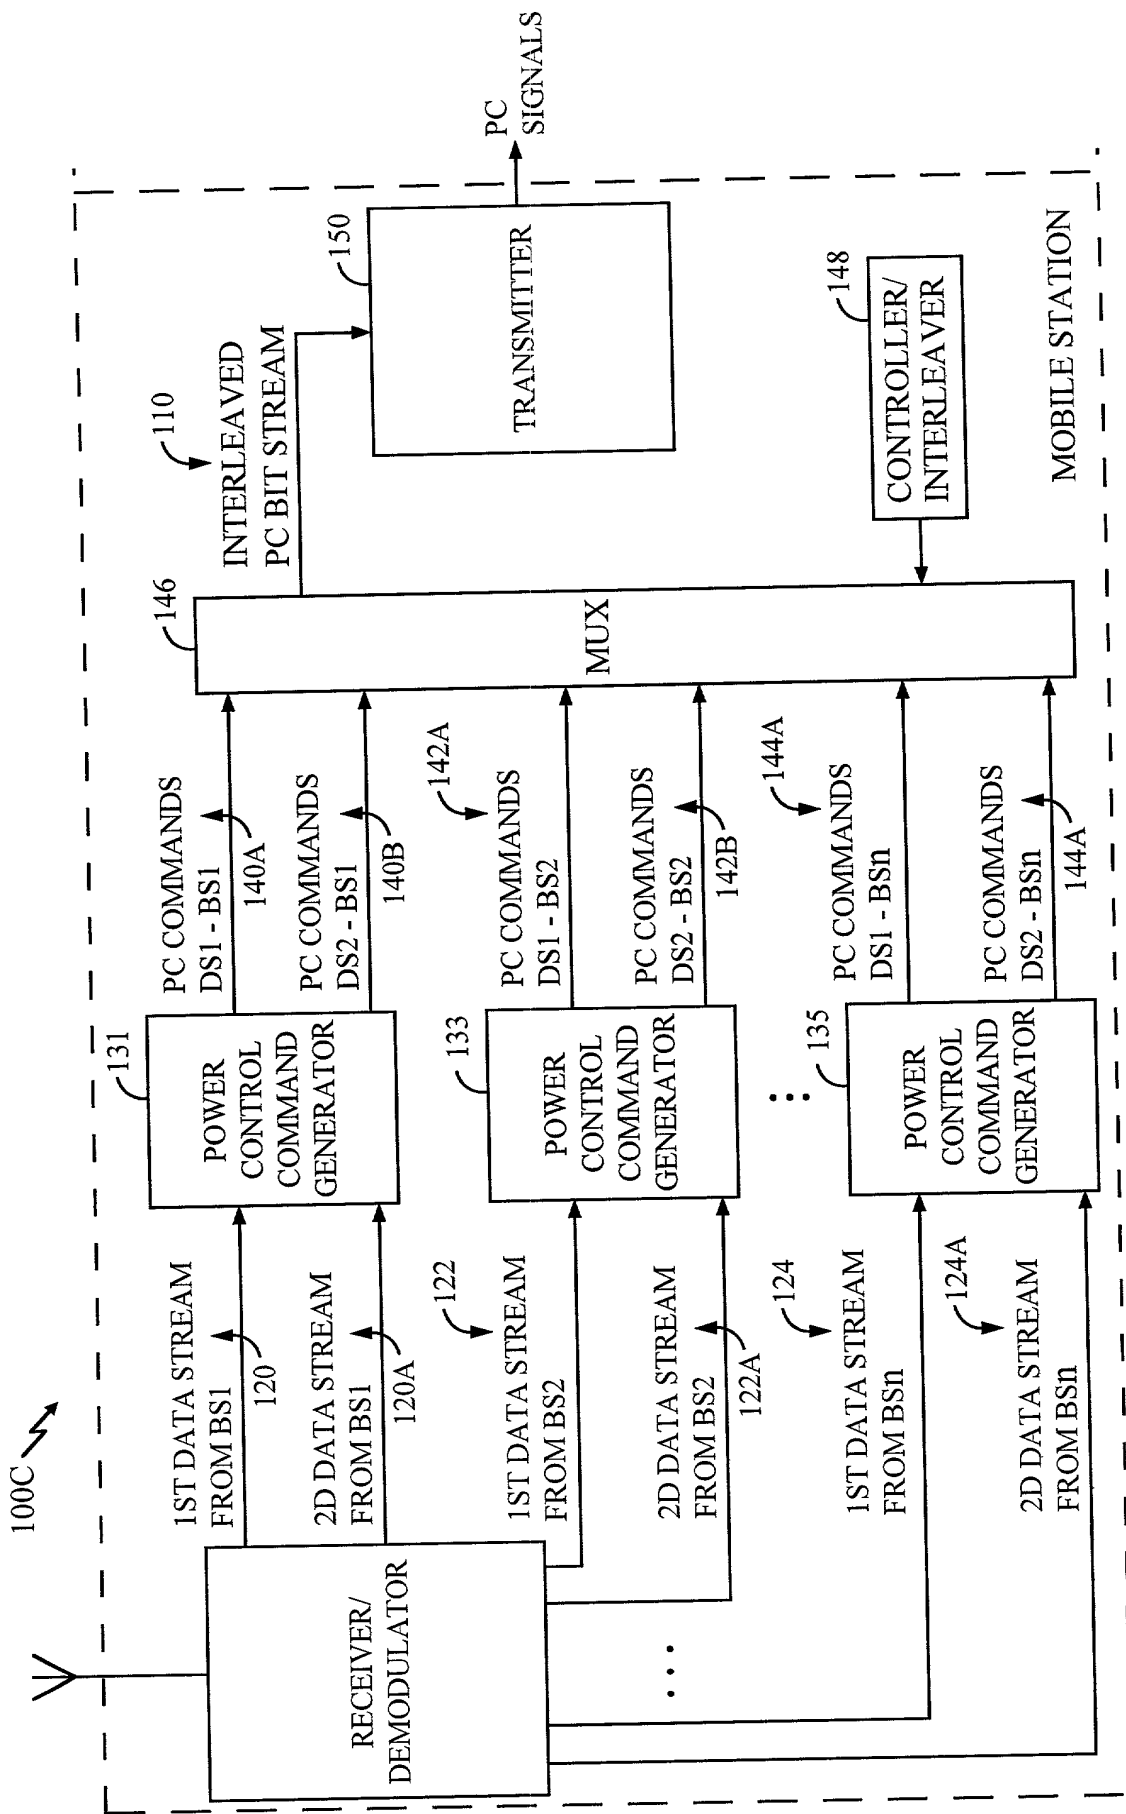 100C
RECEIVER/
DEMODULATOR
1ST DATA STREAM
FROM BS1
120
2D DATA STREAM
FROM BS1
120A
122
1ST DATA STREAM
FROM BS2
2D DATA STREAM
FROM BS2
122A
124
1ST DATA STREAM
FROM BSn
124A
2D DATA STREAM
FROM BSn
131
POWER
CONTROL
COMMAND
GENERATOR
133
POWER
CONTROL
COMMAND
GENERATOR
135
POWER
CONTROL
COMMAND
GENERATOR
PC COMMANDS
DS1 - BS1
140A
PC COMMANDS
DS2 - BS1
140B
142A
PC COMMANDS
DS1 - BS2
PC COMMANDS
DS2 - BS2
142B
144A
PC COMMANDS
DS1 - BSn
PC COMMANDS
DS2 - BSn
144A
146
MUX
110
INTERLEAVED
PC BIT STREAM
150
TRANSMITTER
PC
SIGNALS
148
CONTROLLER/
INTERLEAVER
MOBILE STATION